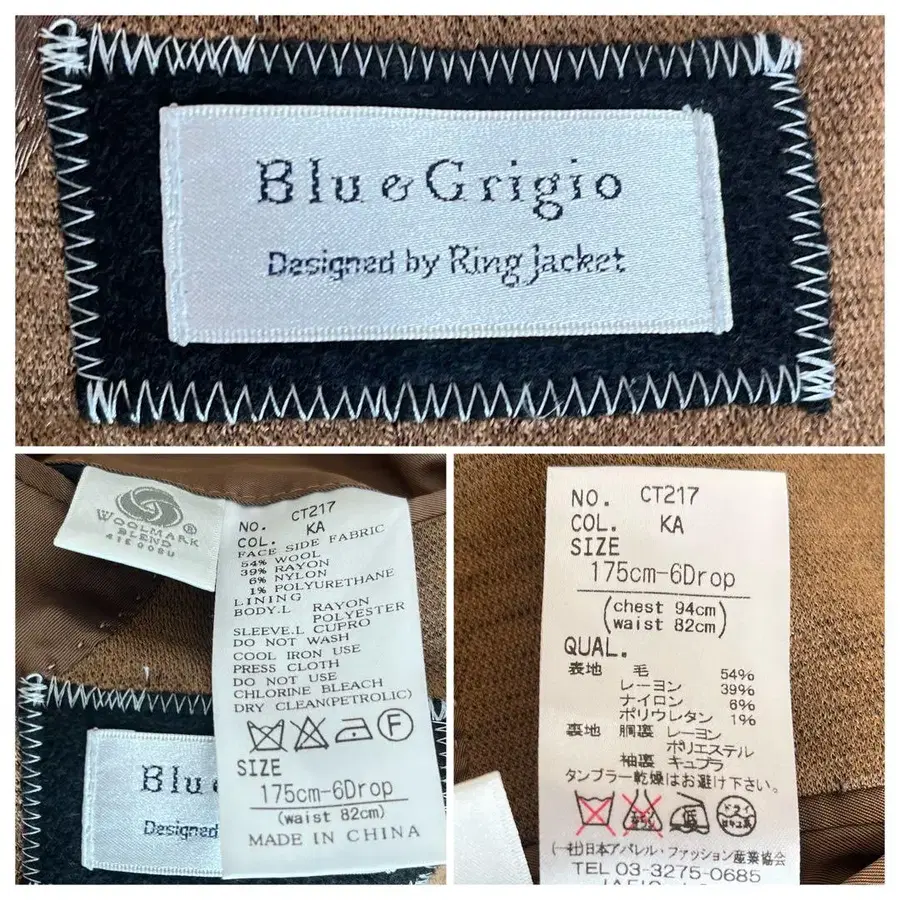 Blu & Grigio
Designed by Ring Jacket
WOOLMARK
®
BLEND
NO. CT217
COL. KA
FACE SIDE FABRIC
54% WOOL
39% RAYON
6% NYLON
1% POLYURETHANE
LINING
BODY.L RAYON
POLYESTER
SLEEVE.L CUPRO
DO NOT WASH
COOL IRON USE
PRESS CLOTH
DO NOT USE
CHLORINE BLEACH
DRY CLEAN(PETROLIC)
F
SIZE
175cm-6Drop
(waist 82cm)
MADE IN CHINA
Blu
Designed
NO. CT217
COL. KA
SIZE
175cm-6Drop
(chest 94cm
waist 82cm)
QUAL.
表地 毛 54%
レーヨン 39%
ナイロン 6%
ポリウレタン 1%
裏地 胴裏 レーヨン
ポリエステル
袖裏 キュプラ
タンブラー乾燥はお避け下さい。
低
ドライ
(一社)日本アパレル・ファッション産業協会
TEL 03-3275-0685